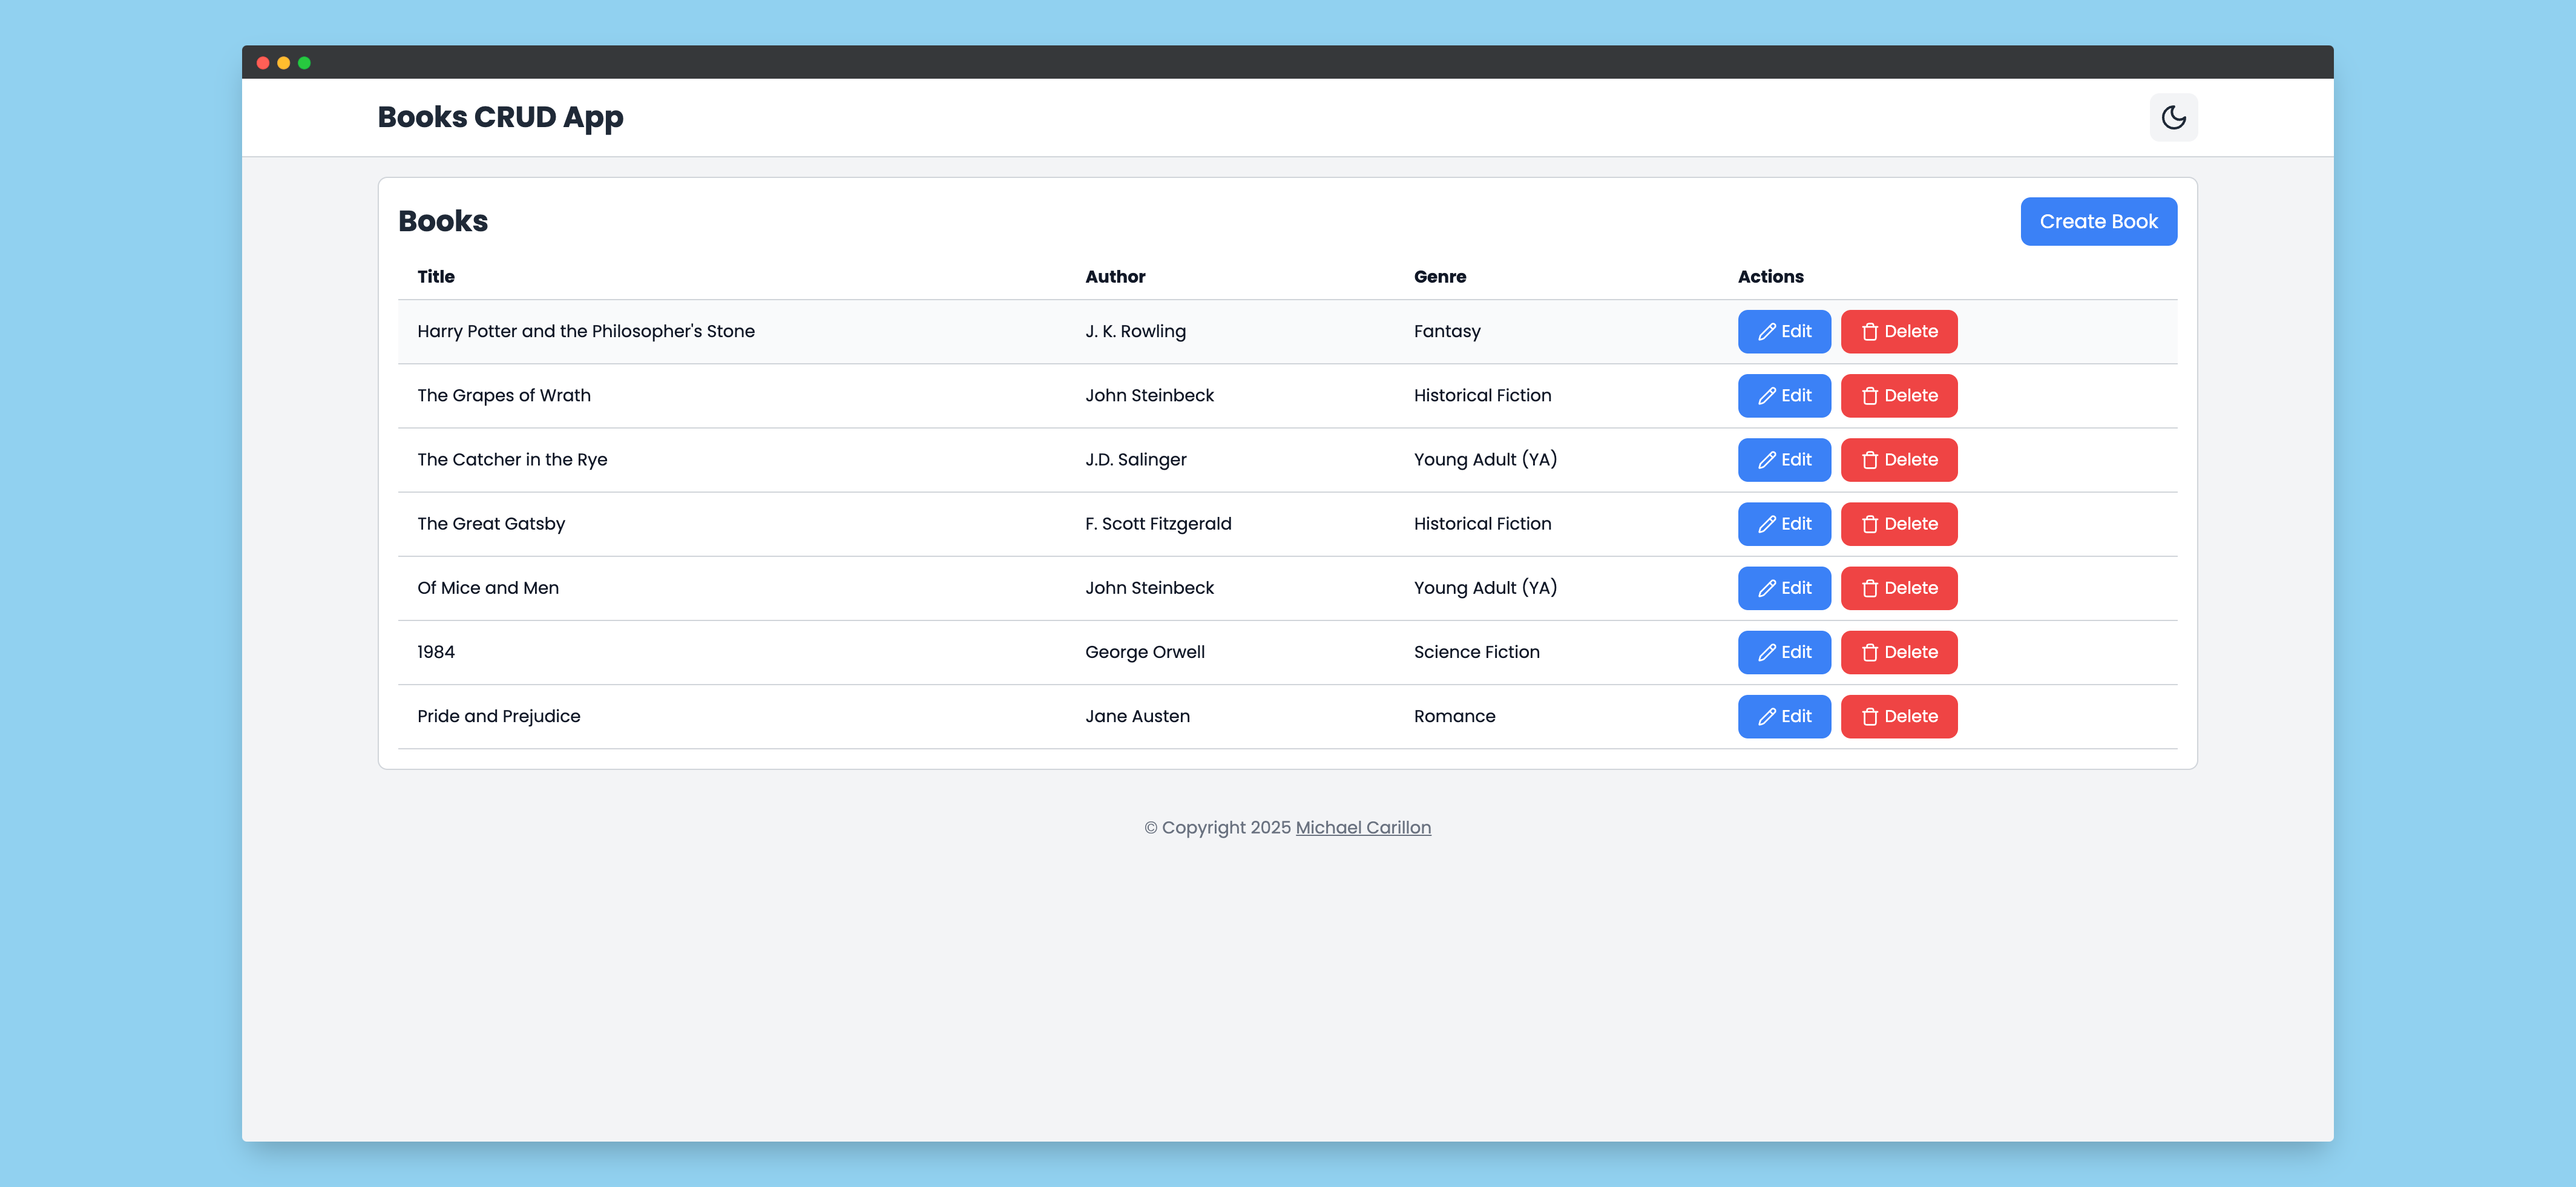 Books CRUD App
Books
Create Book
Title Author Genre Actions
Harry Potter and the Philosopher's Stone J. K. Rowling Fantasy Edit Delete
The Grapes of Wrath John Steinbeck Historical Fiction Edit Delete
The Catcher in the Rye J.D. Salinger Young Adult (YA) Edit Delete
The Great Gatsby F. Scott Fitzgerald Historical Fiction Edit Delete
Of Mice and Men John Steinbeck Young Adult (YA) Edit Delete
1984 George Orwell Science Fiction Edit Delete
Pride and Prejudice Jane Austen Romance Edit Delete
© Copyright 2025 Michael Carillon